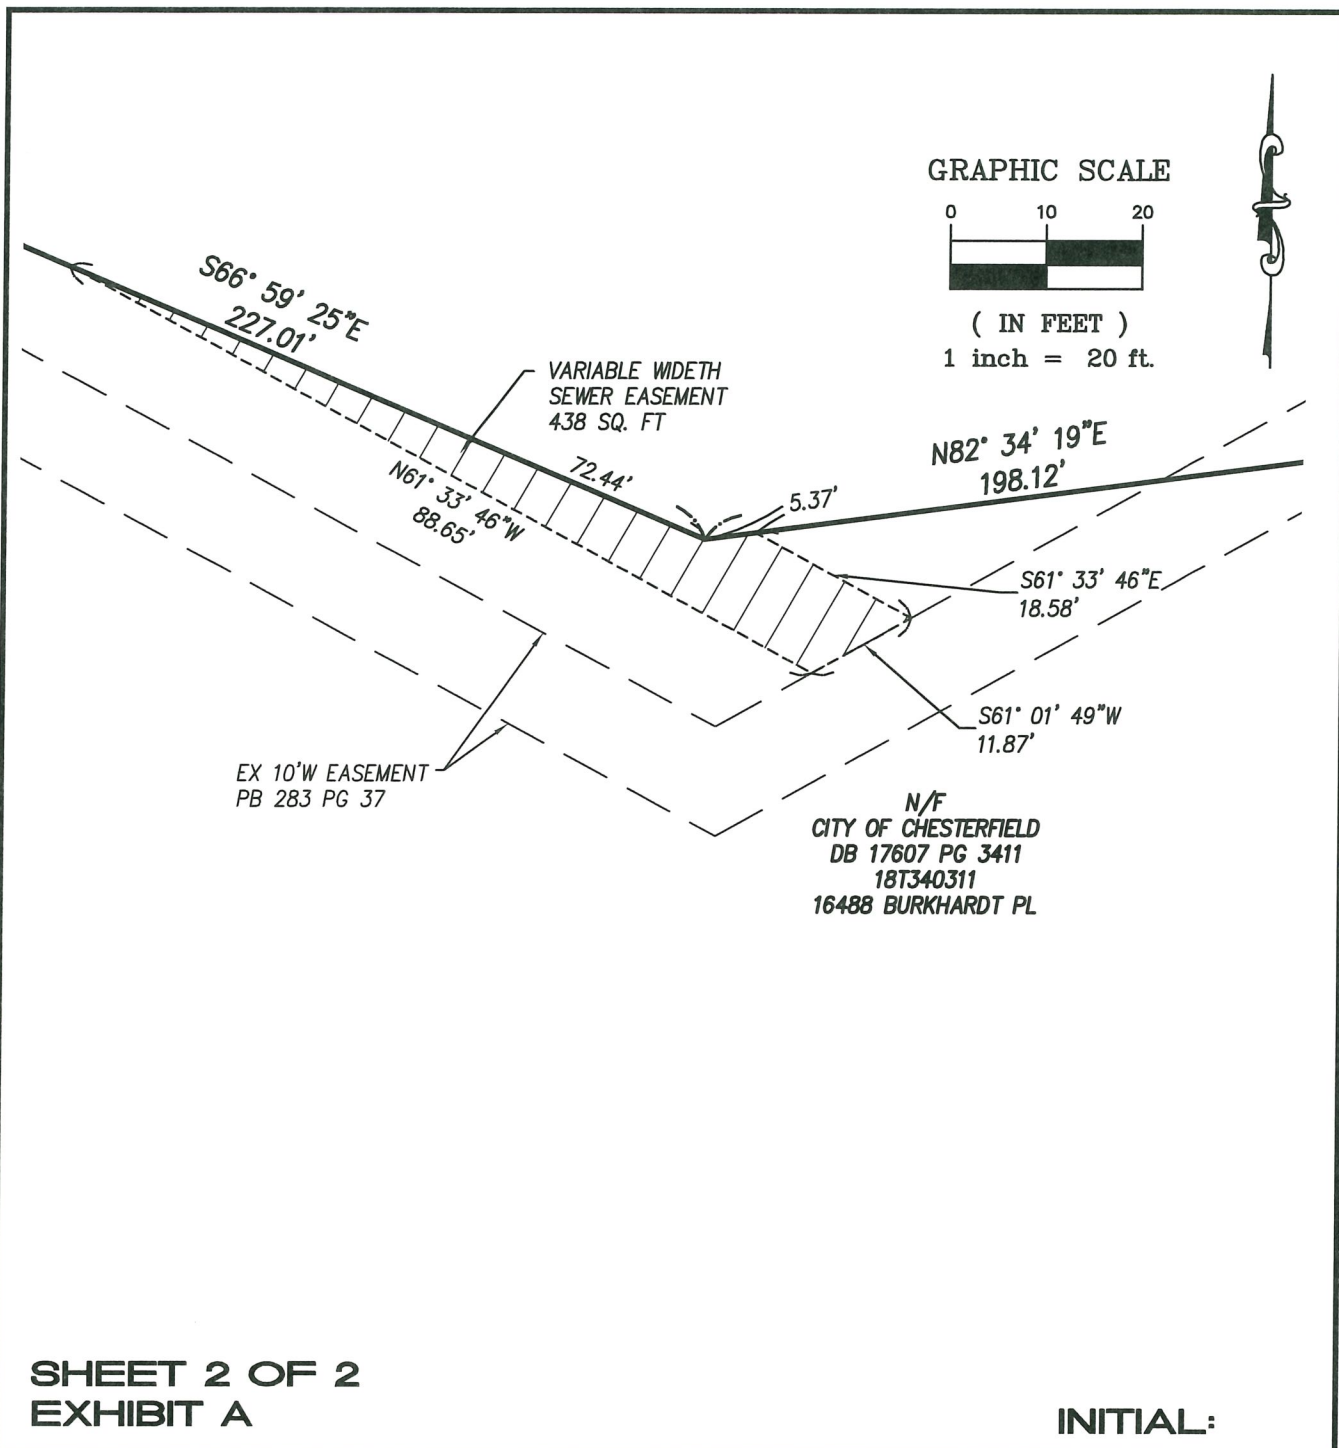 GRAPHIC SCALE
0 10 20
( IN FEET )
1 inch = 20 ft.
S66° 59' 25"E
227.01'
VARIABLE WIDETH
SEWER EASEMENT
438 SQ. FT
N82° 34' 19"E
198.12'
72.44'
5.37'
N61° 33' 46"W
88.65'
S61° 33' 46"E
18.58'
S61° 01' 49"W
11.87'
EX 10'W EASEMENT
PB 283 PG 37
N/F
CITY OF CHESTERFIELD
DB 17607 PG 3411
18T340311
16488 BURKHARDT PL
SHEET 2 OF 2
EXHIBIT A
INITIAL: